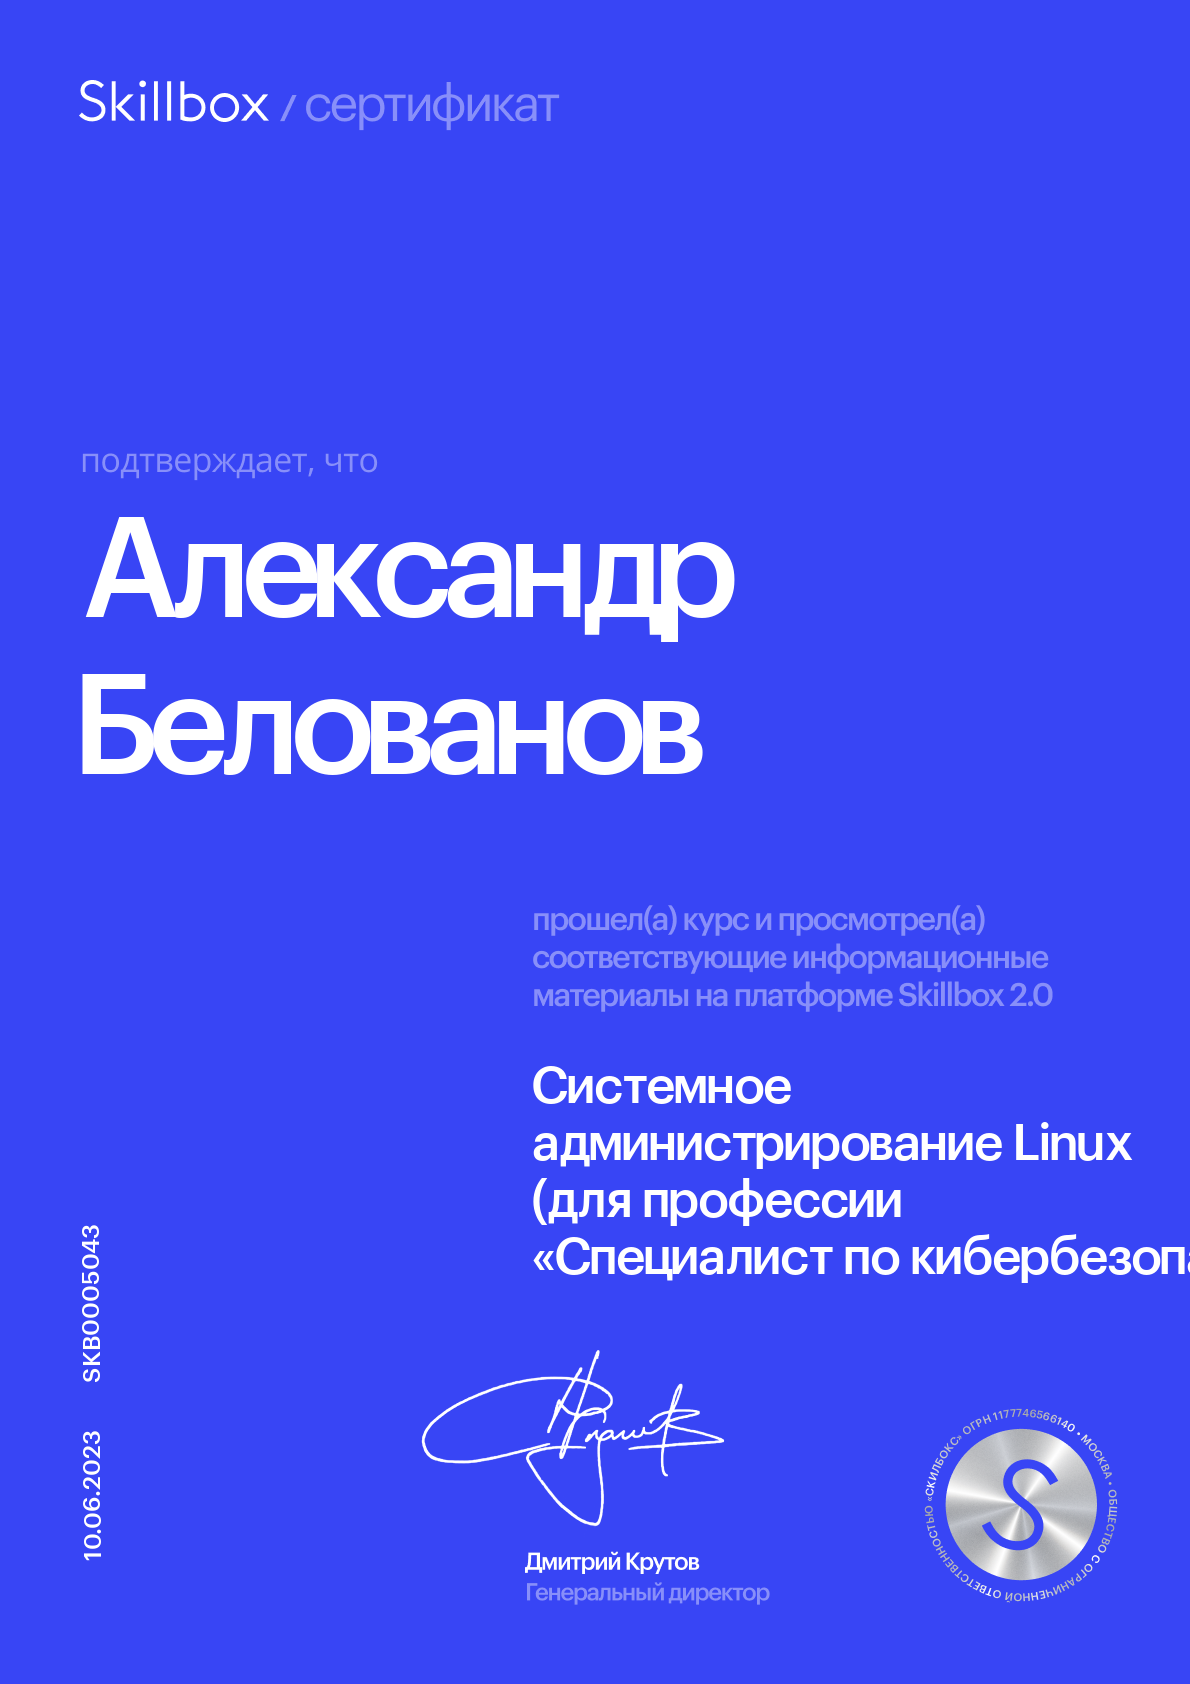 Skillbox / сертификат
подтверждает, что
Александр
Белованов
прошел(а) курс и просмотрел(а)
соответствующие информационные
материалы на платформе Skillbox 2.0
Системное
администрирование Linux
(для профессии
«Специалист по кибербезопа
SKB0005043
10.06.2023
Дмитрий Крутов
Генеральный директор
МОСКВА • ОБЩЕСТВО С ОГРАНИЧЕННОЙ ОТВЕТСТВЕННОСТЬЮ «СКИЛБОКС» ОГРН 1177746566140 •